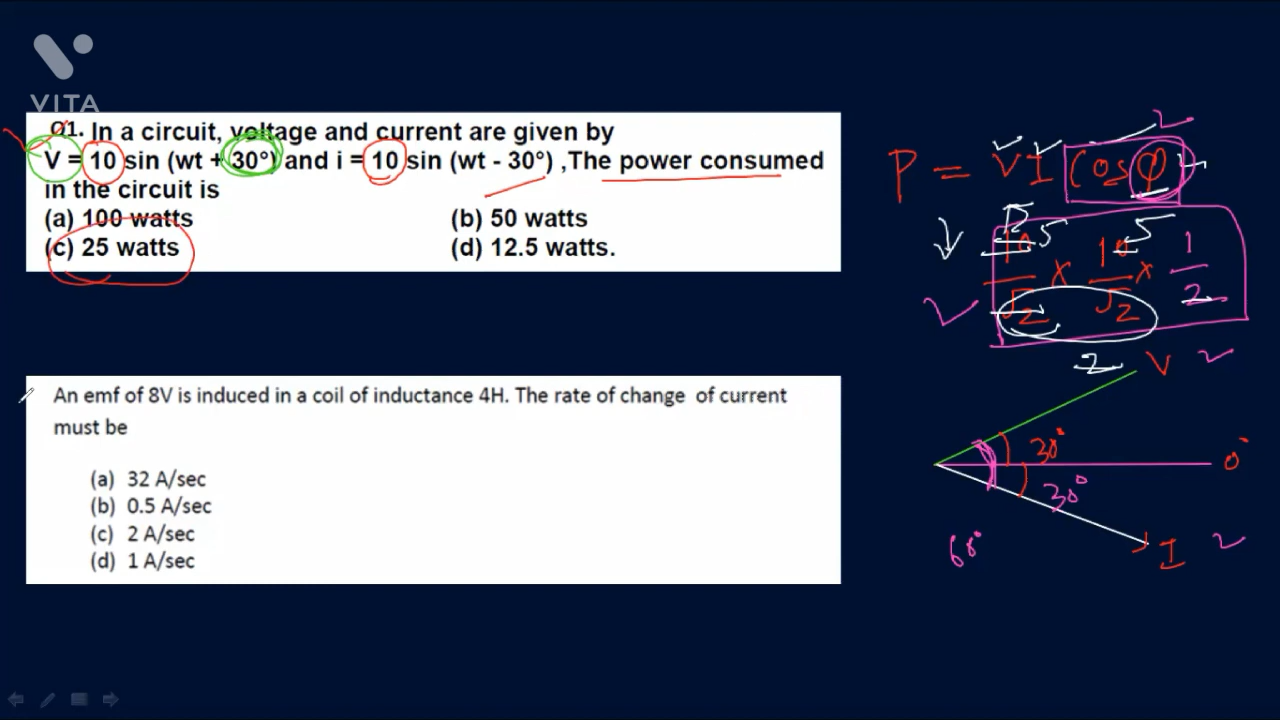 VITA
Q1. In a circuit, voltage and current are given by
V = 10 sin (wt + 30°) and i = 10 sin (wt - 30°) ,The power consumed
in the circuit is
(a) 100 watts (b) 50 watts
(c) 25 watts (d) 12.5 watts.
P = VI Cos φ
5 5
10/√2 × 10/√2 × 1/2
2
V
30°
0°
30°
60°
I
An emf of 8V is induced in a coil of inductance 4H. The rate of change of current
must be
(a) 32 A/sec
(b) 0.5 A/sec
(c) 2 A/sec
(d) 1 A/sec